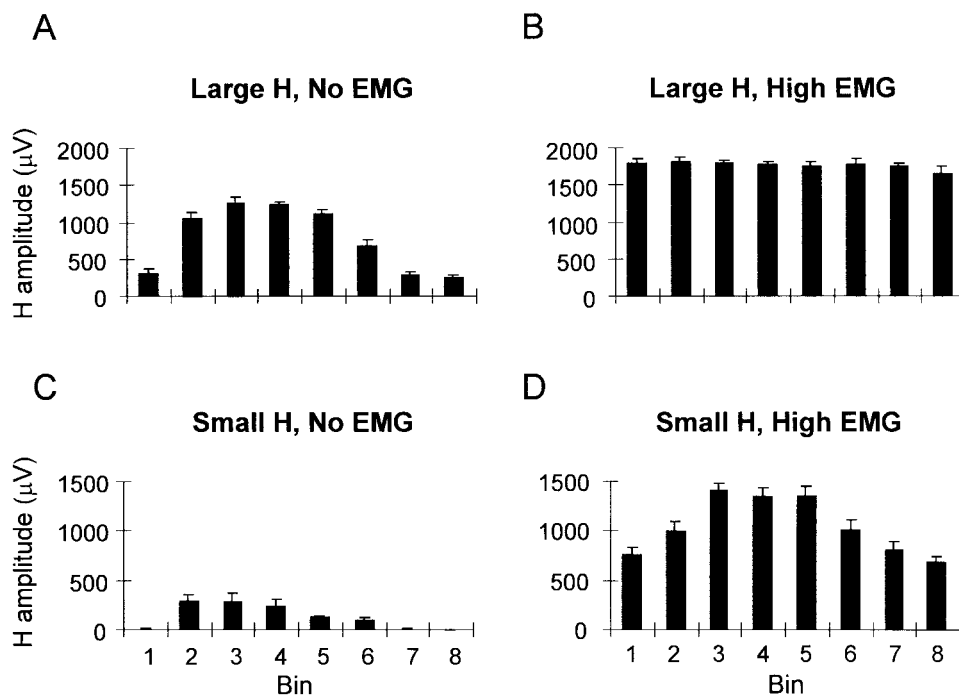 A
Large H, No EMG
H amplitude (µV)
2000
1500
1000
500
0
B
Large H, High EMG
2000
1500
1000
500
0
C
Small H, No EMG
H amplitude (µV)
1500
1000
500
0
1 2 3 4 5 6 7 8
Bin
D
Small H, High EMG
1500
1000
500
0
1 2 3 4 5 6 7 8
Bin